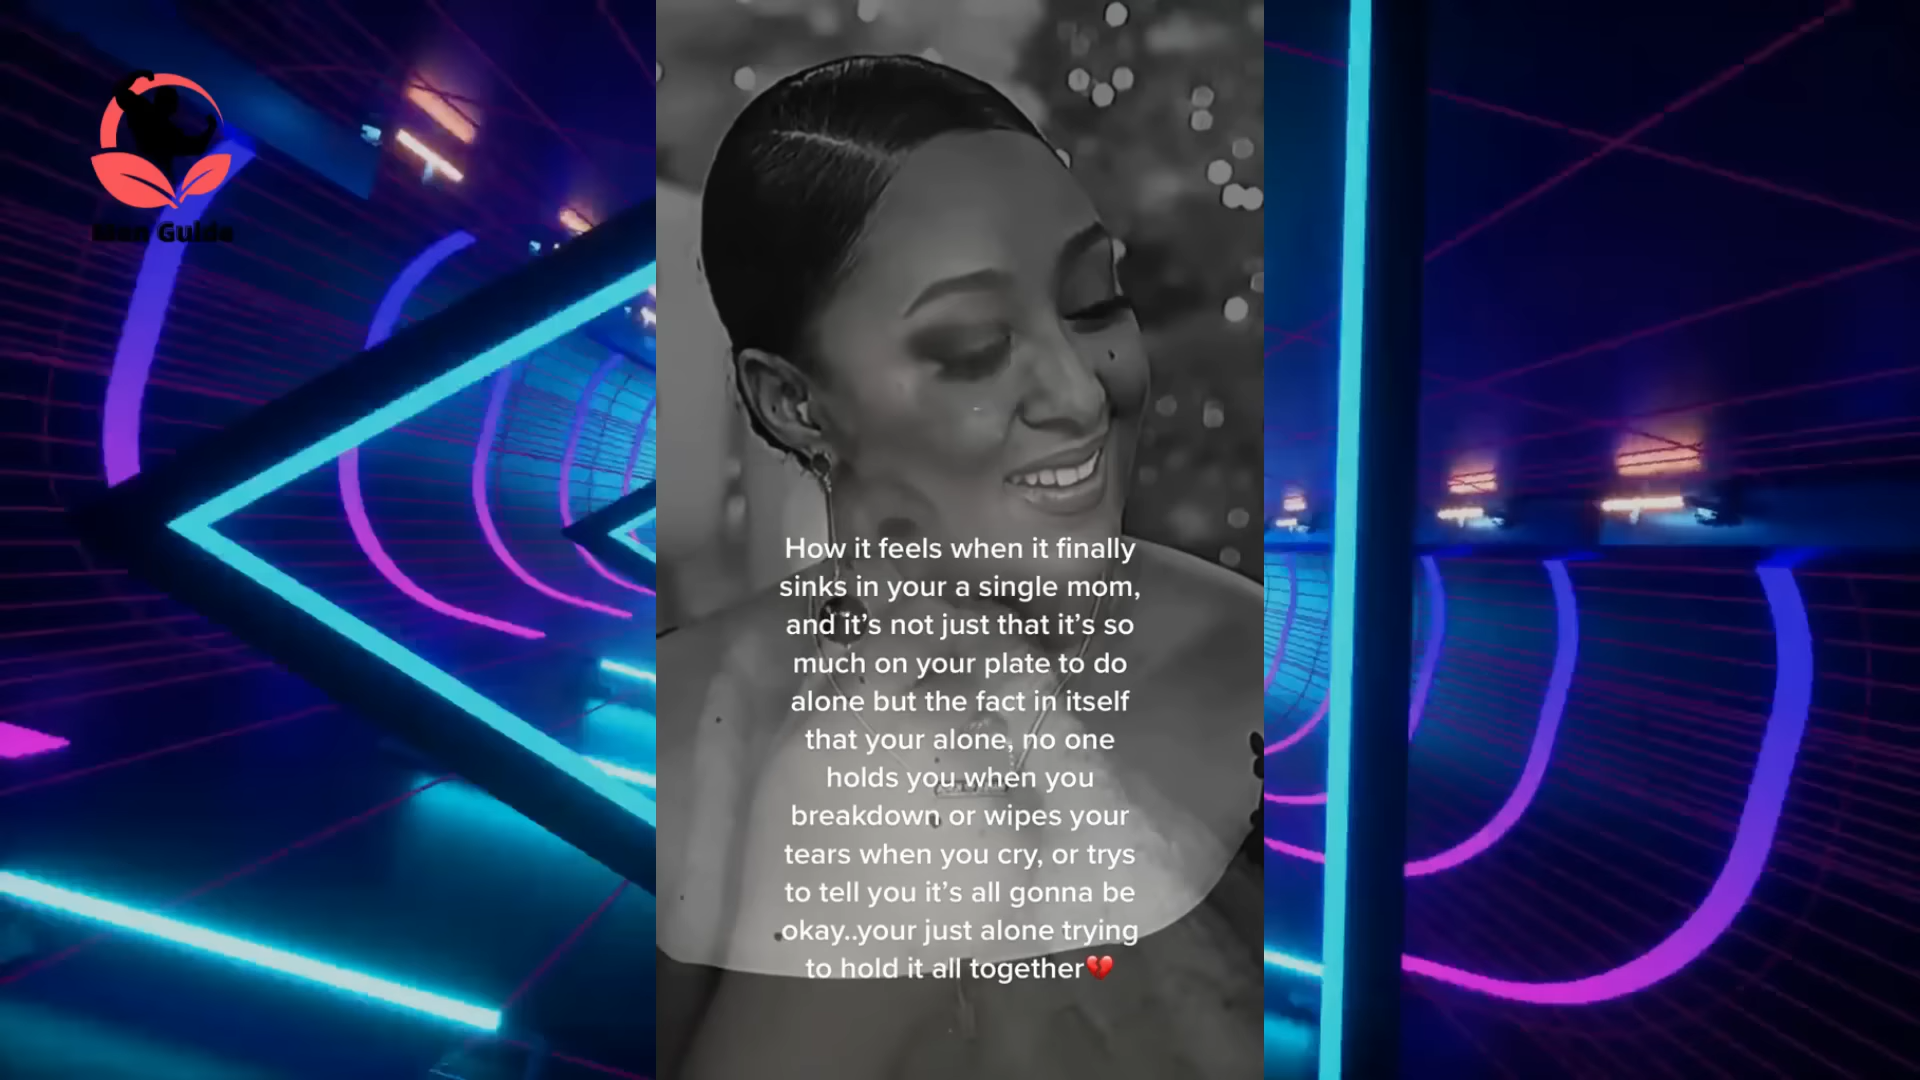 Men Guide
How it feels when it finally
sinks in your a single mom,
and it’s not just that it’s so
much on your plate to do
alone but the fact in itself
that your alone, no one
holds you when you
breakdown or wipes your
tears when you cry, or trys
to tell you it’s all gonna be
okay..your just alone trying
to hold it all together💔